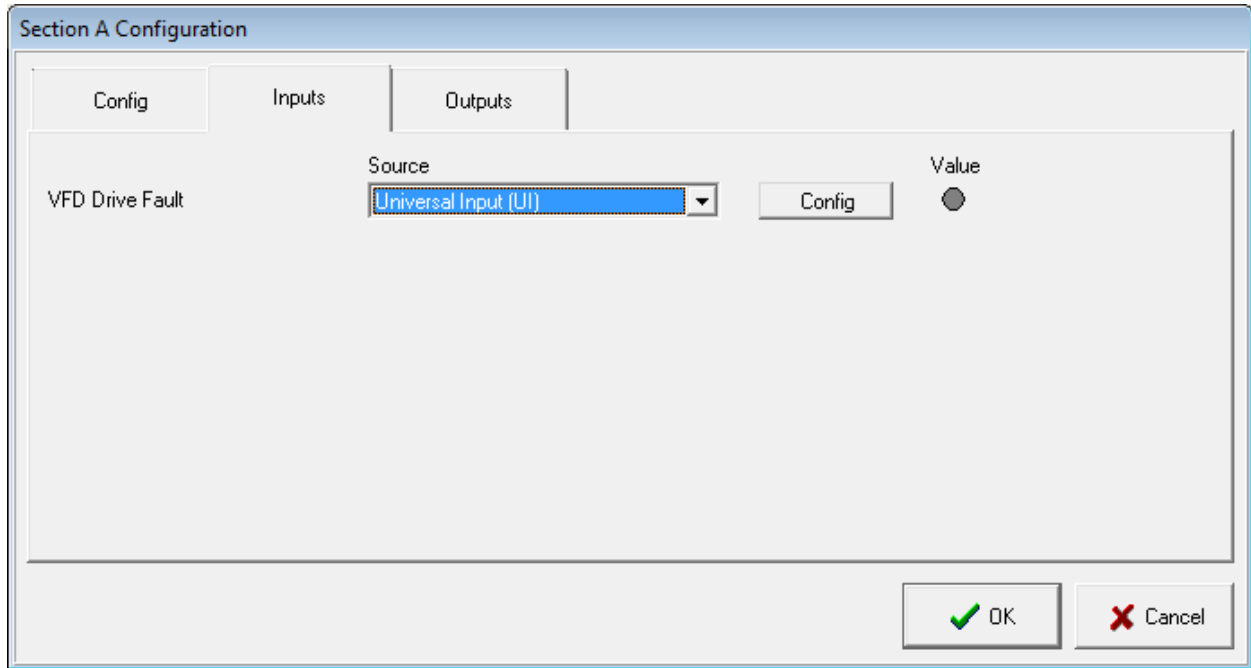 Section A Configuration
Config Inputs Outputs
Source Value
VFD Drive Fault Universal Input (UI) Config
OK Cancel